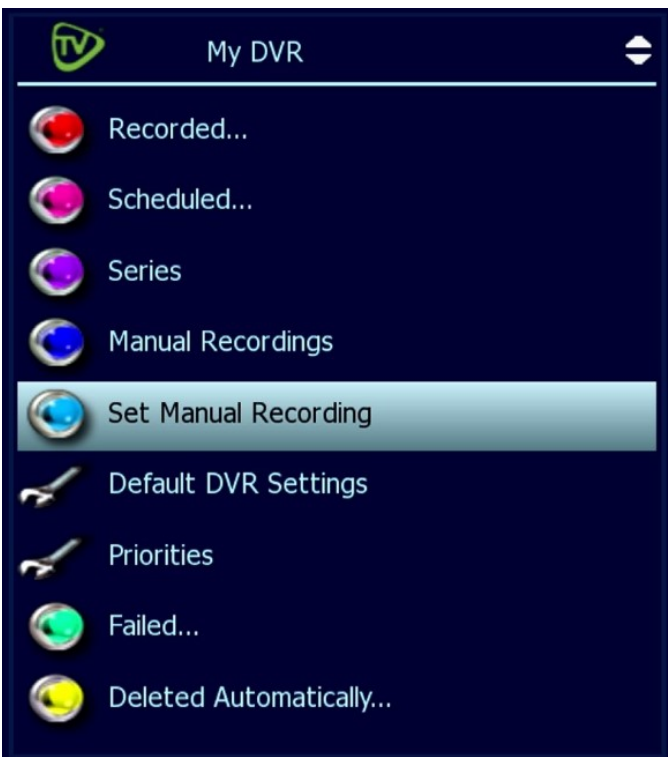 TV
My DVR
Recorded...
Scheduled...
Series
Manual Recordings
Set Manual Recording
Default DVR Settings
Priorities
Failed...
Deleted Automatically...